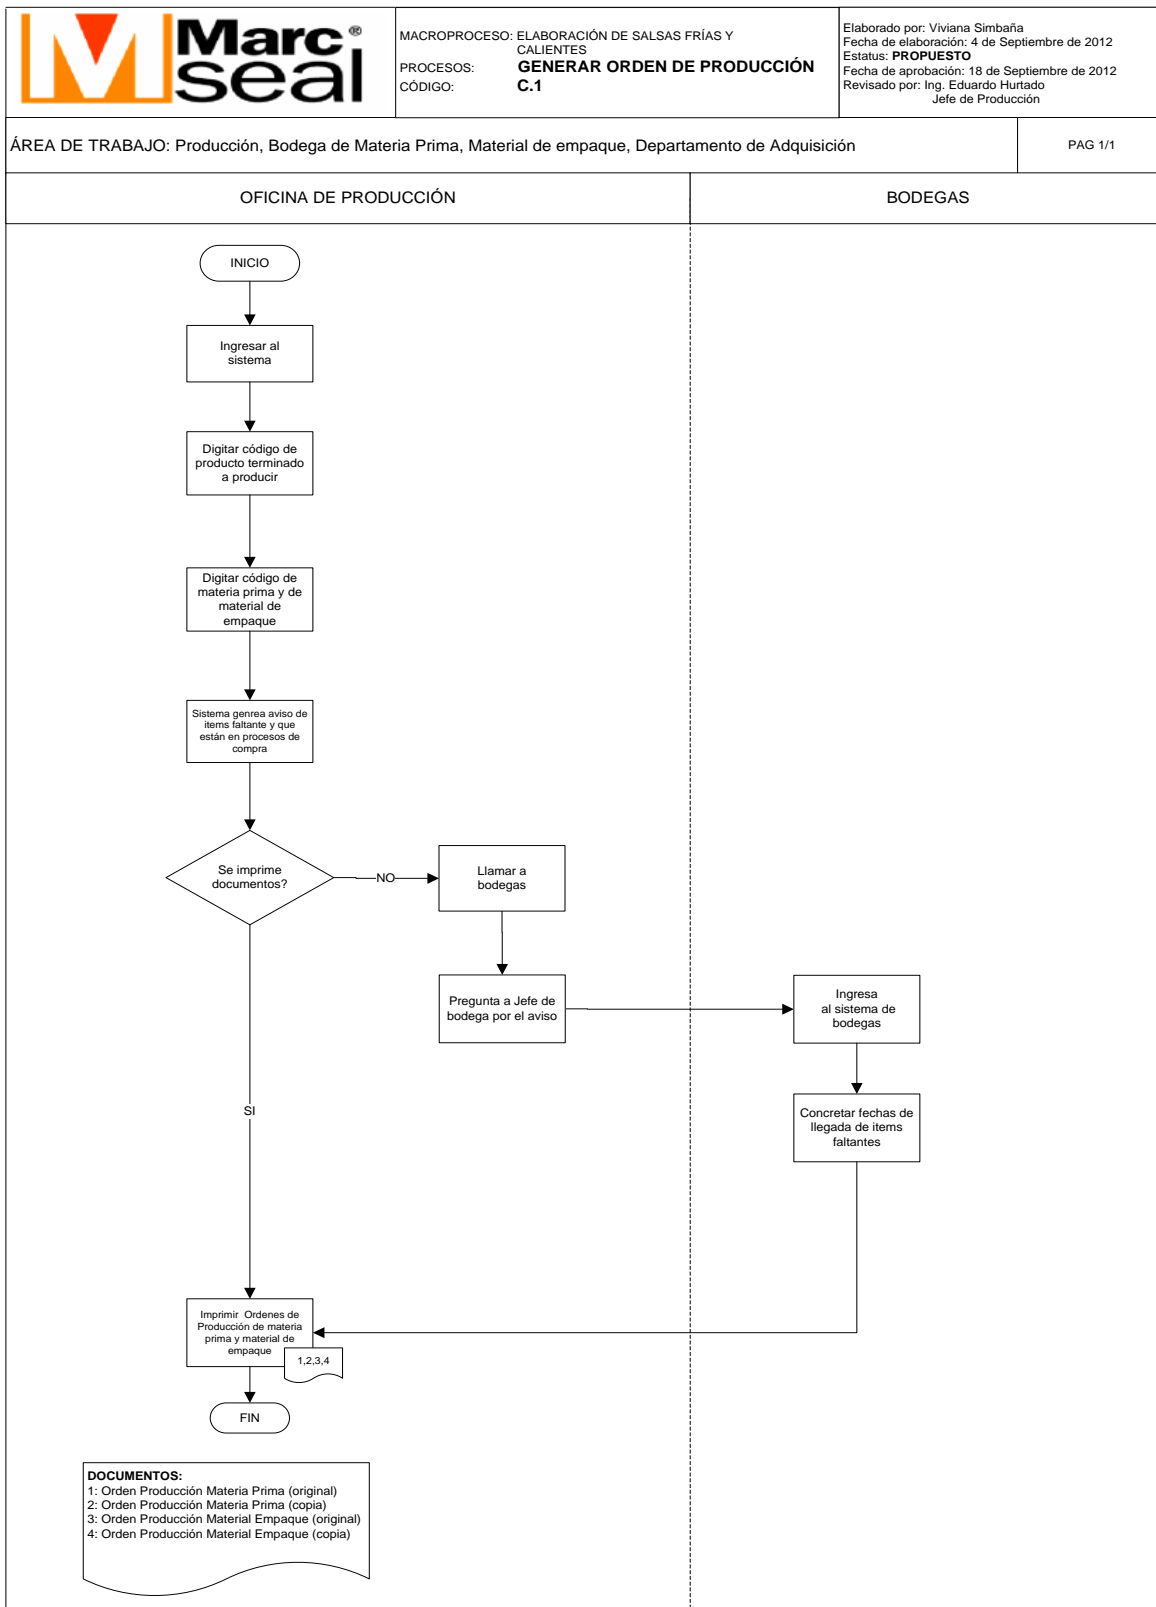 Marc®
seal
MACROPROCESO: ELABORACIÓN DE SALSAS FRÍAS Y
CALIENTES
PROCESOS: GENERAR ORDEN DE PRODUCCIÓN
CÓDIGO: C.1
Elaborado por: Viviana Simbaña
Fecha de elaboración: 4 de Septiembre de 2012
Estatus: PROPUESTO
Fecha de aprobación: 18 de Septiembre de 2012
Revisado por: Ing. Eduardo Hurtado
Jefe de Producción
ÁREA DE TRABAJO: Producción, Bodega de Materia Prima, Material de empaque, Departamento de Adquisición
PAG 1/1
OFICINA DE PRODUCCIÓN
BODEGAS
INICIO
Ingresar al
sistema
Digitar código de
producto terminado
a producir
Digitar código de
materia prima y de
material de
empaque
Sistema genrea aviso de
items faltante y que
están en procesos de
compra
Se imprime
documentos?
NO
Llamar a
bodegas
Pregunta a Jefe de
bodega por el aviso
Ingresa
al sistema de
bodegas
Concretar fechas de
llegada de items
faltantes
SI
Imprimir Ordenes de
Producción de materia
prima y material de
empaque
1,2,3,4
FIN
DOCUMENTOS:
1: Orden Producción Materia Prima (original)
2: Orden Producción Materia Prima (copia)
3: Orden Producción Material Empaque (original)
4: Orden Producción Material Empaque (copia)